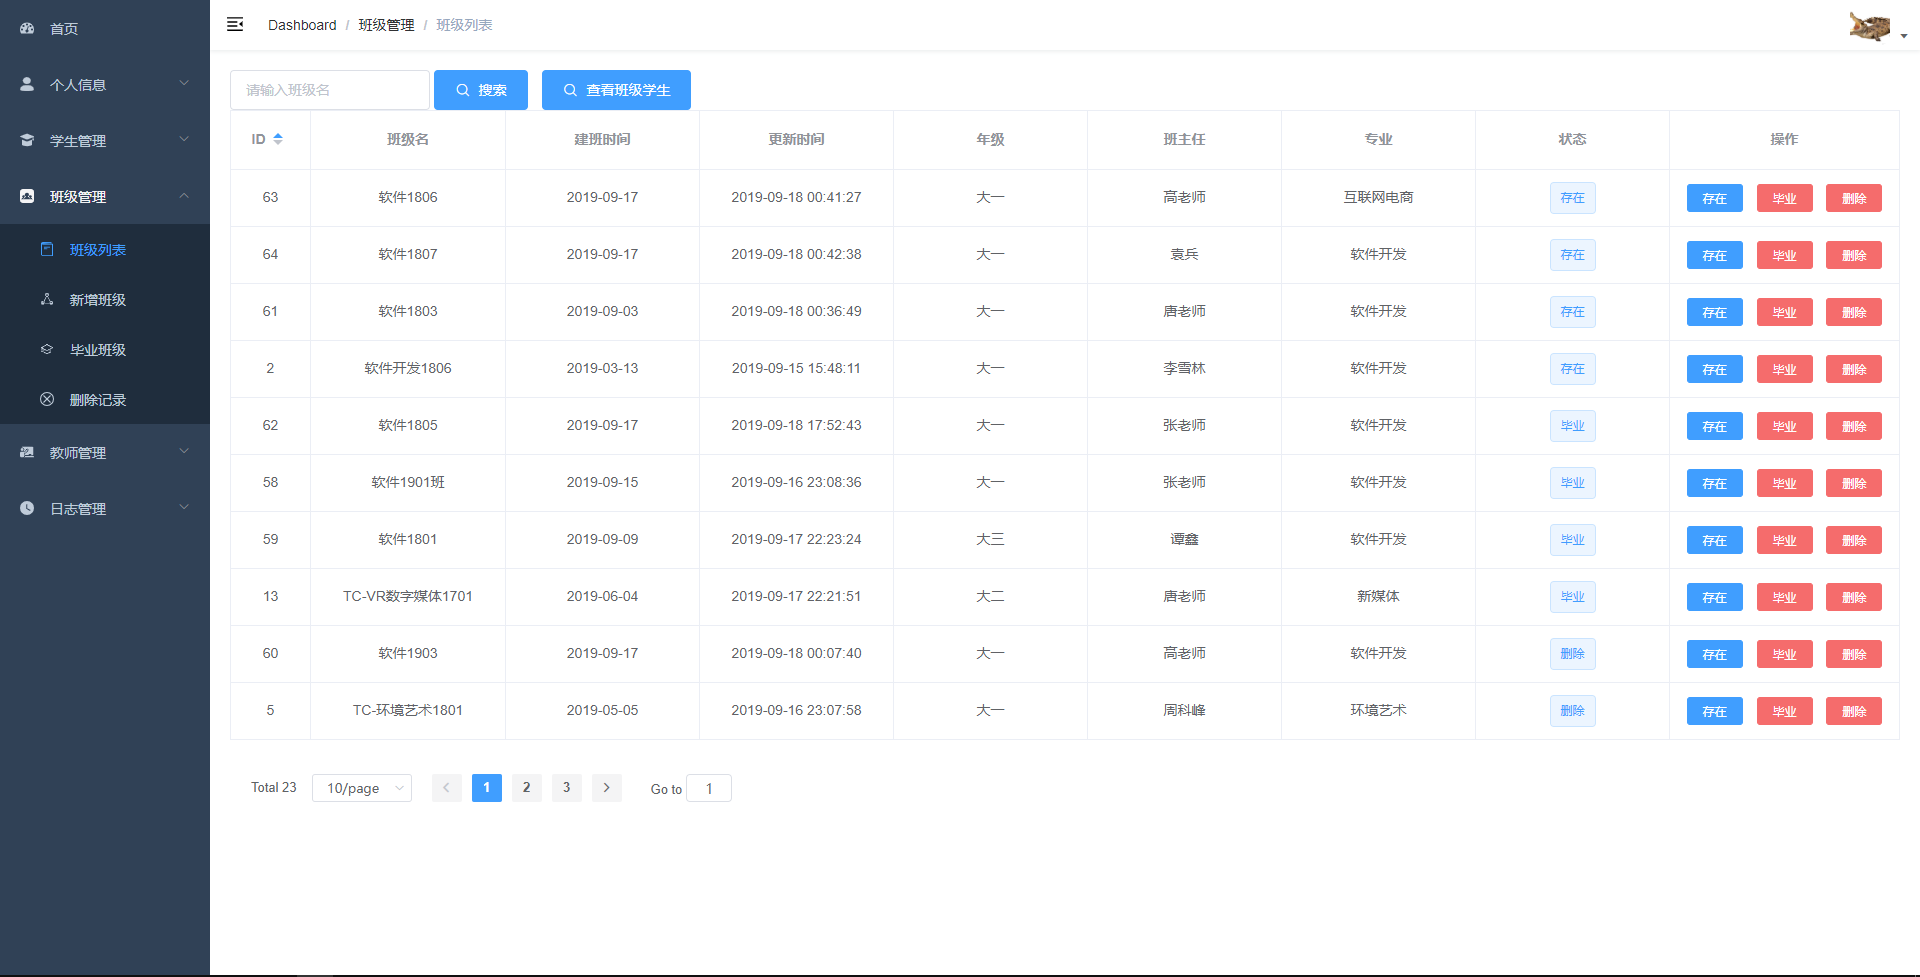 首页
个人信息
学生管理
班级管理
班级列表
新增班级
毕业班级
删除记录
教师管理
日志管理
Dashboard / 班级管理 / 班级列表
请输入班级名 搜索 查看班级学生
ID 班级名 建班时间 更新时间 年级 班主任 专业 状态 操作
63 软件1806 2019-09-17 2019-09-18 00:41:27 大一 高老师 互联网电商 存在 存在 毕业 删除
64 软件1807 2019-09-17 2019-09-18 00:42:38 大一 袁兵 软件开发 存在 存在 毕业 删除
61 软件1803 2019-09-03 2019-09-18 00:36:49 大一 唐老师 软件开发 存在 存在 毕业 删除
2 软件开发1806 2019-03-13 2019-09-15 15:48:11 大一 李雪林 软件开发 存在 存在 毕业 删除
62 软件1805 2019-09-17 2019-09-18 17:52:43 大一 张老师 软件开发 毕业 存在 毕业 删除
58 软件1901班 2019-09-15 2019-09-16 23:08:36 大一 张老师 软件开发 毕业 存在 毕业 删除
59 软件1801 2019-09-09 2019-09-17 22:23:24 大三 谭鑫 软件开发 毕业 存在 毕业 删除
13 TC-VR数字媒体1701 2019-06-04 2019-09-17 22:21:51 大二 唐老师 新媒体 毕业 存在 毕业 删除
60 软件1903 2019-09-17 2019-09-18 00:07:40 大一 高老师 软件开发 删除 存在 毕业 删除
5 TC-环境艺术1801 2019-05-05 2019-09-16 23:07:58 大一 周科峰 环境艺术 删除 存在 毕业 删除
Total 23 10/page 1 2 3 Go to 1